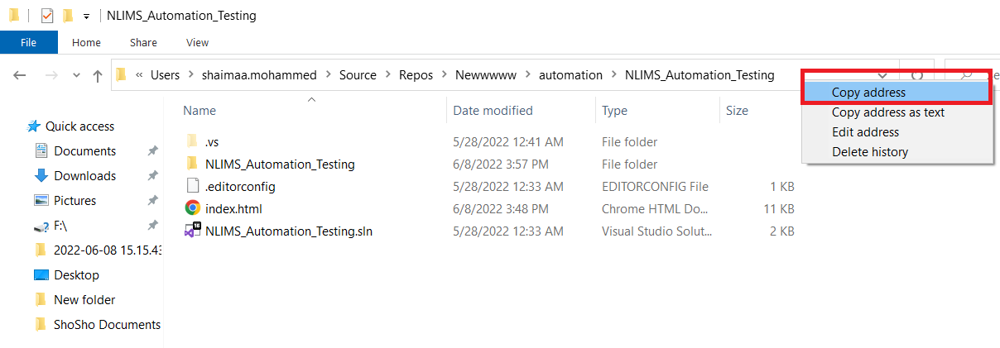 NLIMS_Automation_Testing
File Home Share View
« Users > shaimaa.mohammed > Source > Repos > Newwwww > automation > NLIMS_Automation_Testing
Copy address
Copy address as text
Edit address
Delete history
Name Date modified Type Size
.vs 5/28/2022 12:41 AM File folder
NLIMS_Automation_Testing 6/8/2022 3:57 PM File folder
.editorconfig 5/28/2022 12:33 AM EDITORCONFIG File 1 KB
index.html 6/8/2022 3:48 PM Chrome HTML Do... 11 KB
NLIMS_Automation_Testing.sln 5/28/2022 12:33 AM Visual Studio Solut... 2 KB
Quick access
Documents
Downloads
Pictures
F:\
2022-06-08 15.15.43
Desktop
New folder
ShoSho Documents